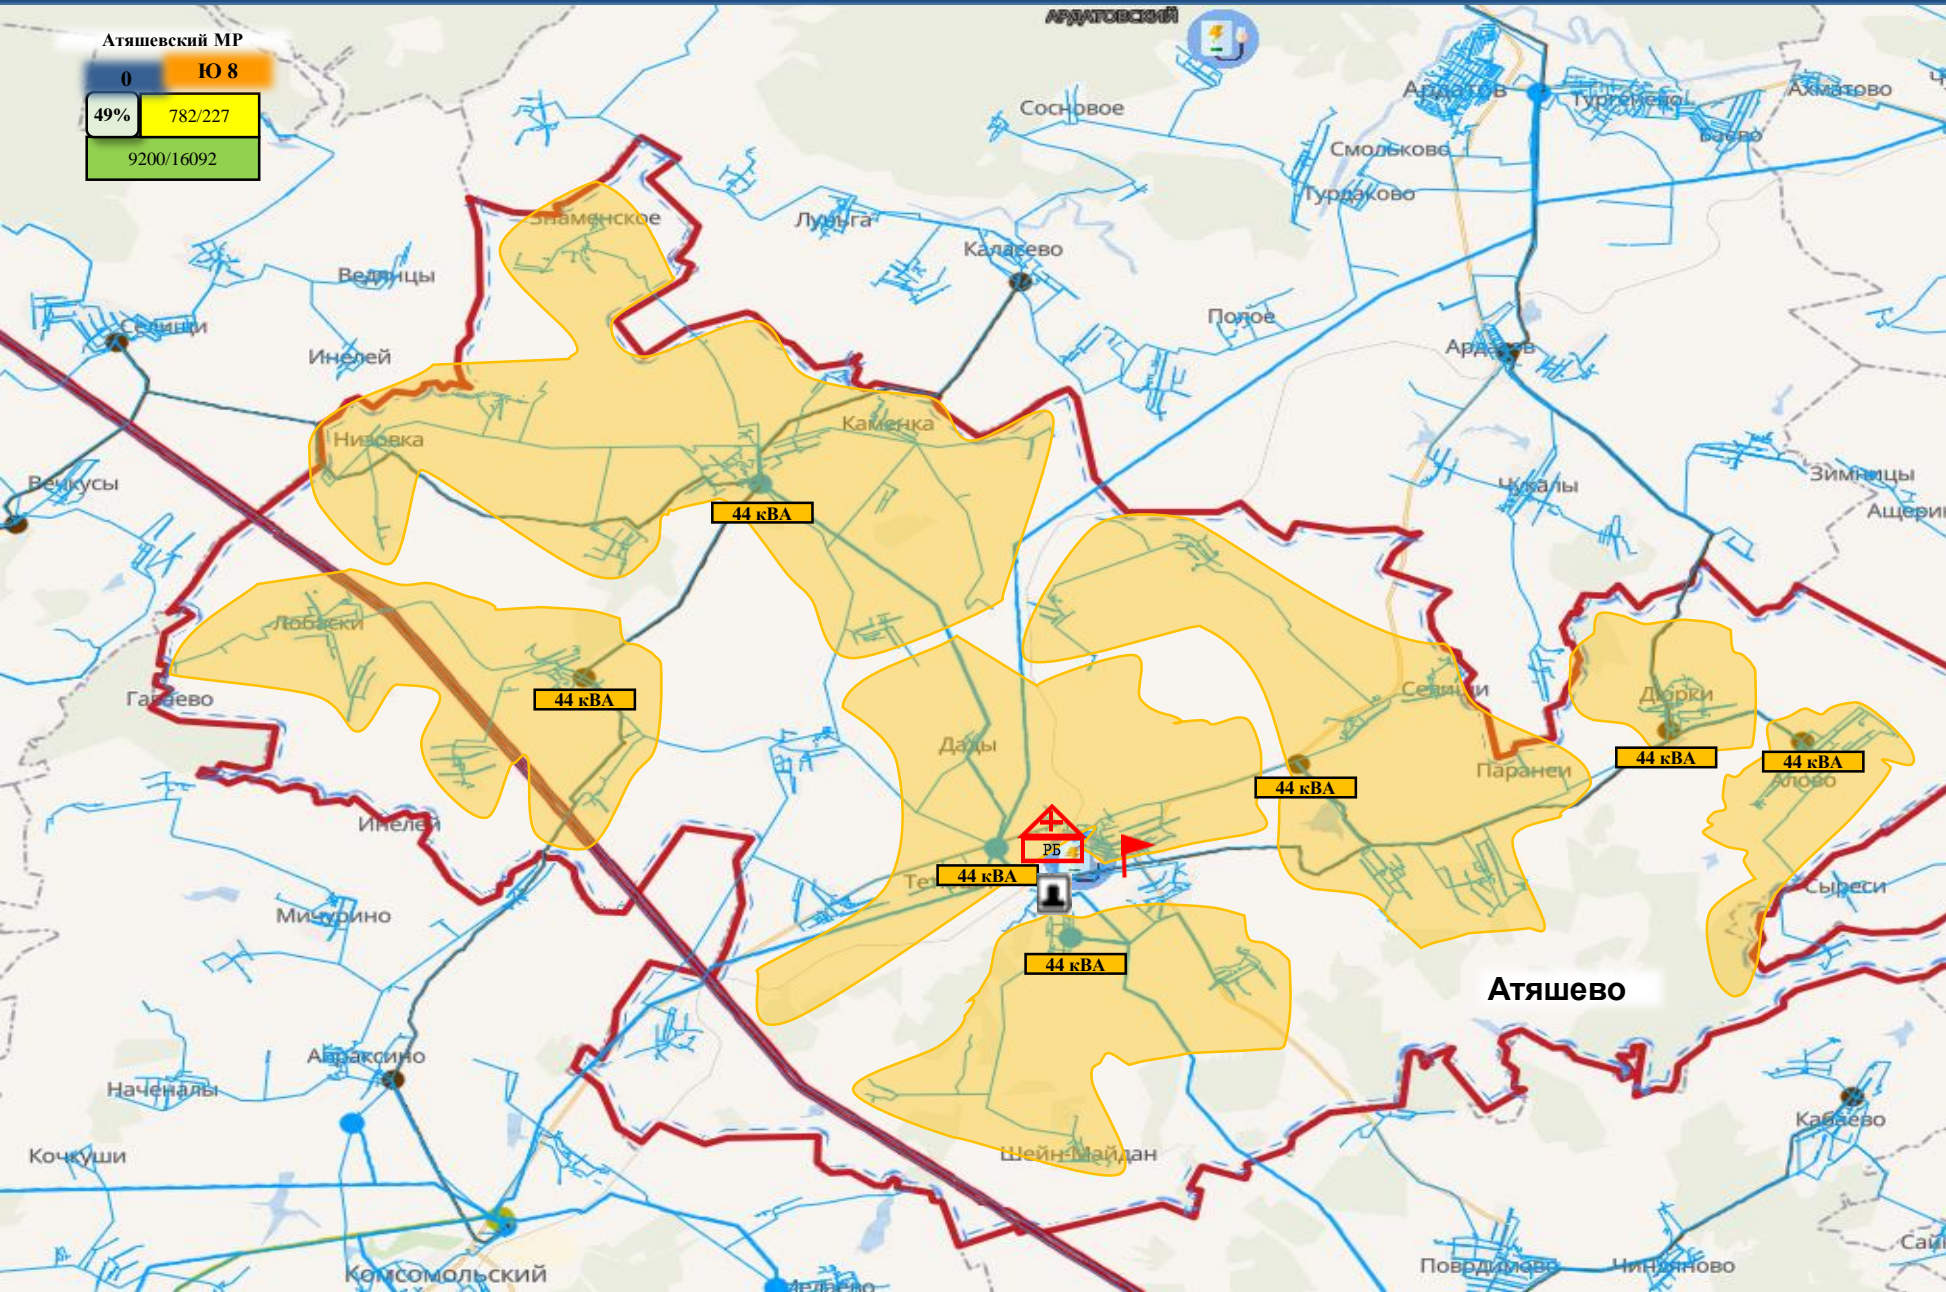 АРДАТОВСКИЙ
Атяшевский МР
0
Ю 8
49%
782/227
9200/16092
Сосновое
Ардатов
Тургенево
Ахматово
Баево
Смольково
Турдаково
Знаменское
Луньга
Каласево
Ведянцы
Селищи
Инелей
Полое
Ардатов
Каменка
Низовка
Вечкусы
Чукалы
Зимницы
44 кВА
Лобаски
Гараево
44 кВА
Селищи
Дюрки
Дады
Паранеи
44 кВА
44 кВА
Алово
44 кВА
Инелей
РБ
44 кВА
Сыреси
Мичурино
44 кВА
Атяшево
Апраксино
Наченалы
Кабаево
Кочкуши
Шейн-Майдан
Комсомольский
Поводимово
Чиндяново